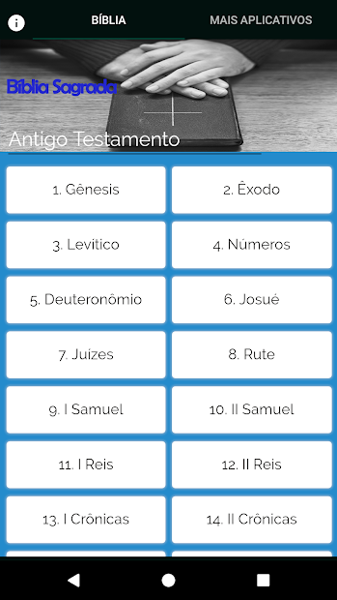 BÍBLIA
MAIS APLICATIVOS
Bíblia Sagrada
Antigo Testamento
1. Gênesis
2. Êxodo
3. Levítico
4. Números
5. Deuteronômio
6. Josué
7. Juízes
8. Rute
9. I Samuel
10. II Samuel
11. I Reis
12. II Reis
13. I Crônicas
14. II Crônicas